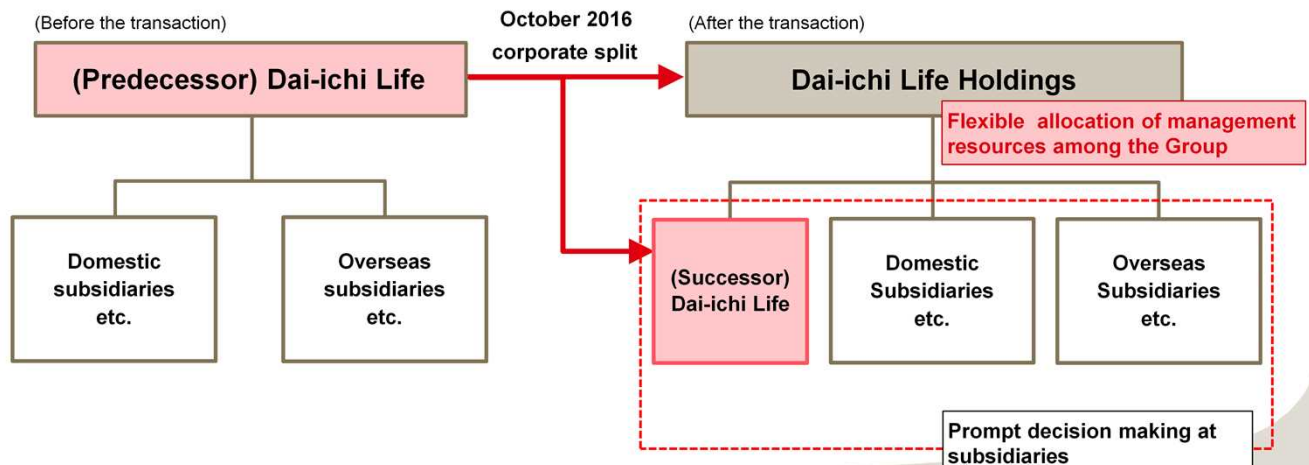 (Before the transaction)
October 2016
corporate split
(After the transaction)
(Predecessor) Dai-ichi Life
Dai-ichi Life Holdings
Flexible allocation of management
resources among the Group
Domestic
subsidiaries
etc.
Overseas
subsidiaries
etc.
(Successor)
Dai-ichi Life
Domestic
Subsidiaries
etc.
Overseas
Subsidiaries
etc.
Prompt decision making at
subsidiaries